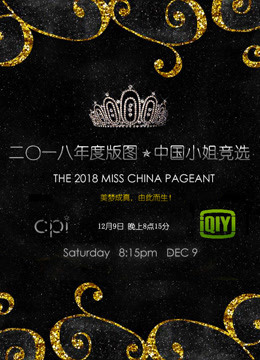 二〇一八年度版图★中国小姐竞选
THE 2018 MISS CHINA PAGEANT
美梦成真，由此而生！
cpi
12月9日 晚上8点15分
QIY
Saturday 8:15pm DEC 9